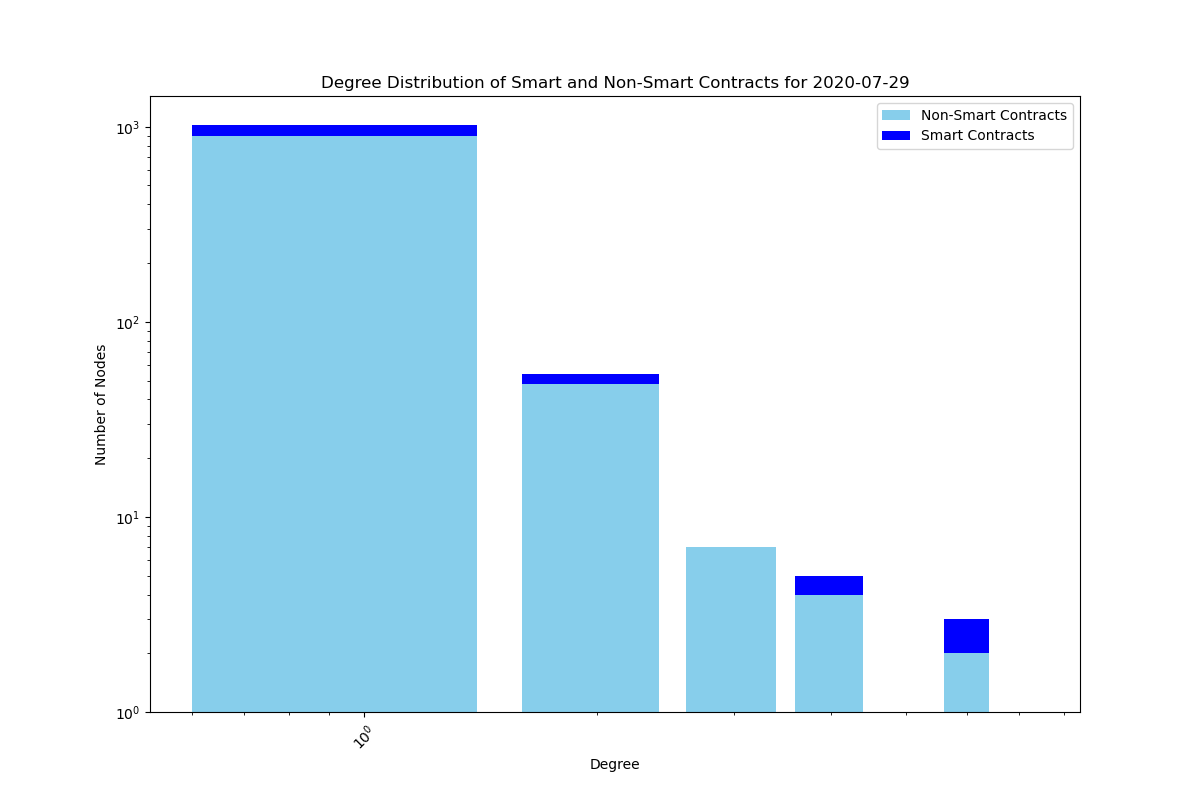 Degree Distribution of Smart and Non-Smart Contracts for 2020-07-29
Non-Smart Contracts
Smart Contracts
Number of Nodes
10³
10²
10¹
10⁰
10⁰
Degree